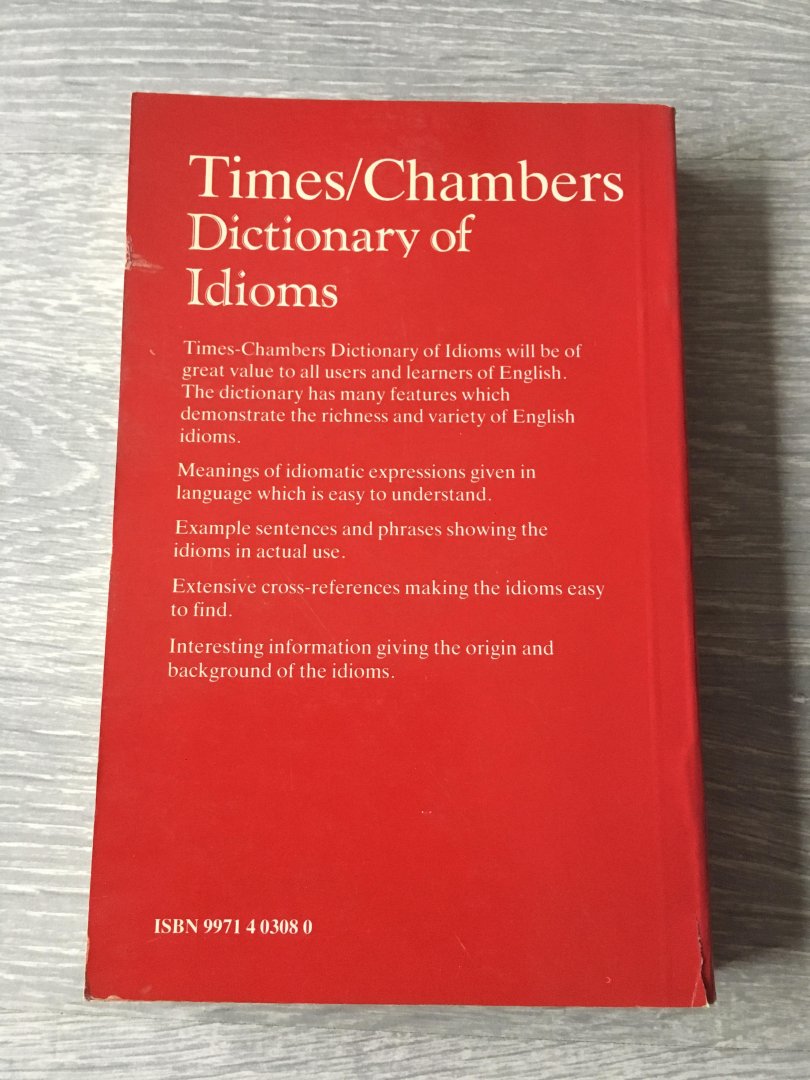 Times/Chambers
Dictionary of
Idioms
Times-Chambers Dictionary of Idioms will be of
great value to all users and learners of English.
The dictionary has many features which
demonstrate the richness and variety of English
idioms.
Meanings of idiomatic expressions given in
language which is easy to understand.
Example sentences and phrases showing the
idioms in actual use.
Extensive cross-references making the idioms easy
to find.
Interesting information giving the origin and
background of the idioms.
ISBN 9971 4 0308 0